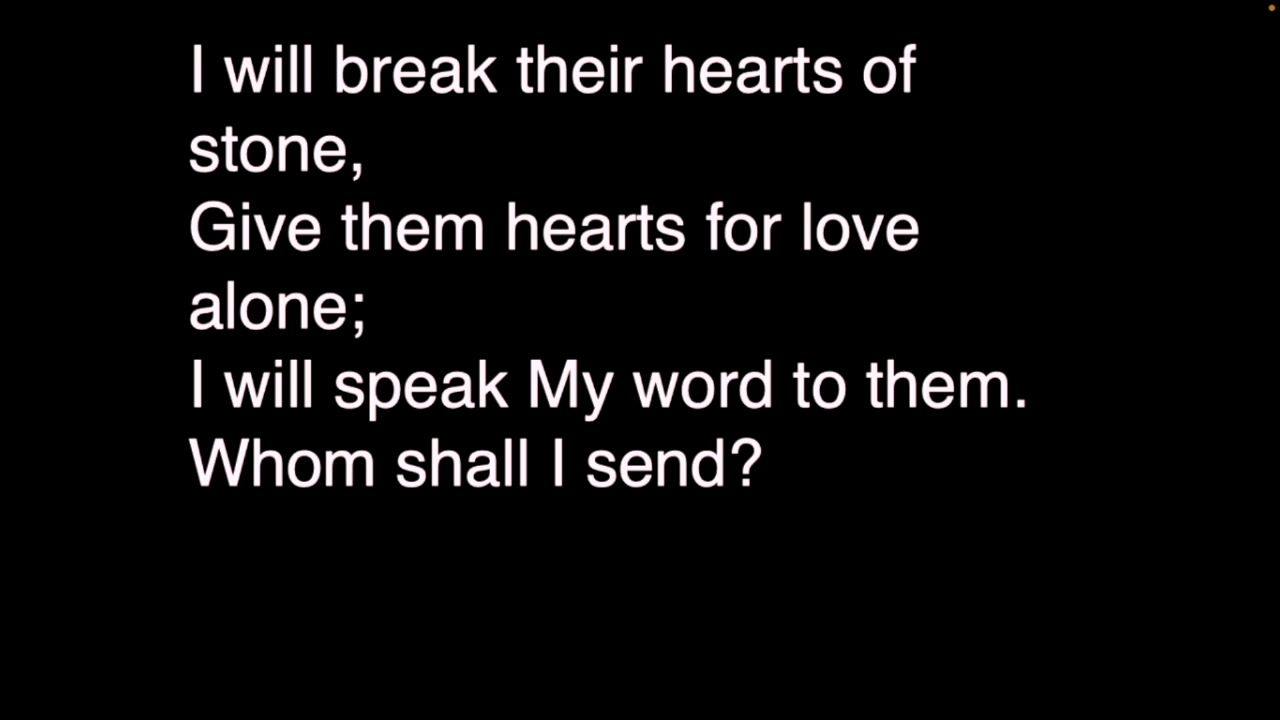 I will break their hearts of
stone,
Give them hearts for love
alone;
I will speak My word to them.
Whom shall I send?